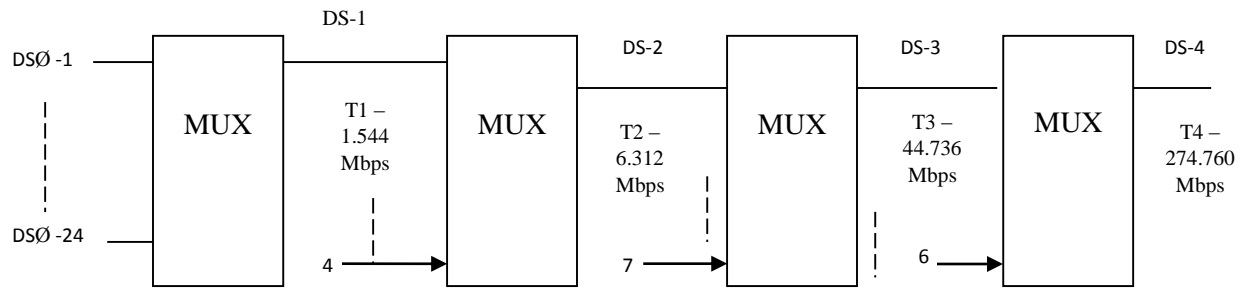 DS-1
DS-2
DS-3
DS-4
DSØ -1
MUX
T1 –
1.544
Mbps
MUX
T2 –
6.312
Mbps
MUX
T3 –
44.736
Mbps
MUX
T4 –
274.760
Mbps
DSØ -24
4
7
6